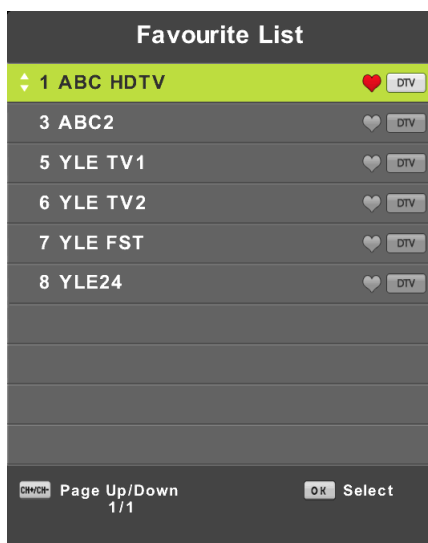 Favourite List
1 ABC HDTV DTV
3 ABC2 DTV
5 YLE TV1 DTV
6 YLE TV2 DTV
7 YLE FST DTV
8 YLE24 DTV
CH+/CH- Page Up/Down OK Select
1/1